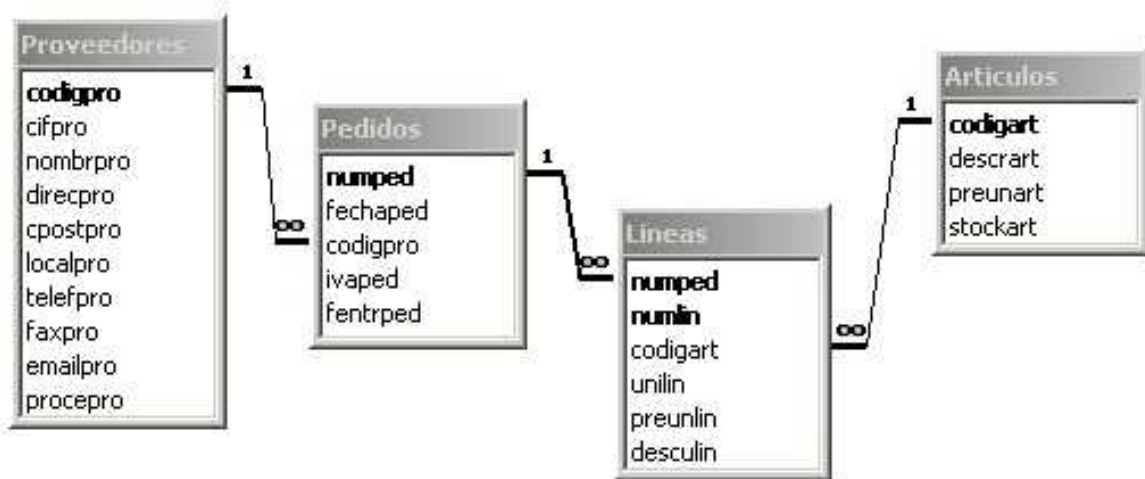 Proveedores
codigpro
cifpro
nombrpro
direcpro
cpostpro
localpro
telefpro
faxpro
emailpro
procepro
1
∞
Pedidos
numped
fechaped
codigpro
ivaped
fentrped
1
∞
Lineas
numped
numlin
codigart
unilin
preunlin
desculin
∞
1
Articulos
codigart
descrart
preunart
stockart